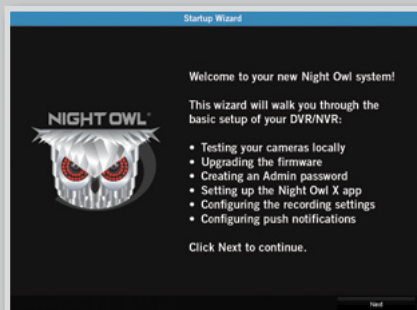 Startup Wizard
NIGHT OWL®
Welcome to your new Night Owl system!
This wizard will walk you through the
basic setup of your DVR/NVR:
• Testing your cameras locally
• Upgrading the firmware
• Creating an Admin password
• Setting up the Night Owl X app
• Configuring the recording settings
• Configuring push notifications
Click Next to continue.
Next